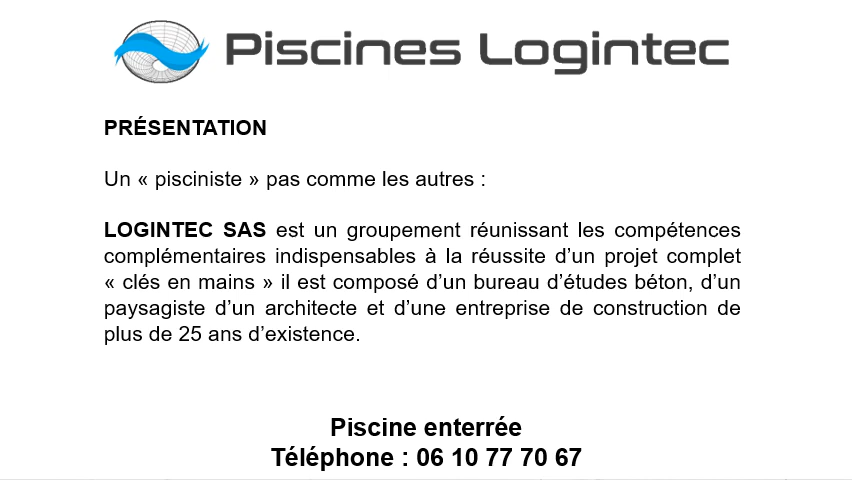 Piscines Logintec
PRÉSENTATION
Un « pisciniste » pas comme les autres :
LOGINTEC SAS est un groupement réunissant les compétences
complémentaires indispensables à la réussite d’un projet complet
« clés en mains » il est composé d’un bureau d’études béton, d’un
paysagiste d’un architecte et d’une entreprise de construction de
plus de 25 ans d’existence.
Piscine enterrée
Téléphone : 06 10 77 70 67